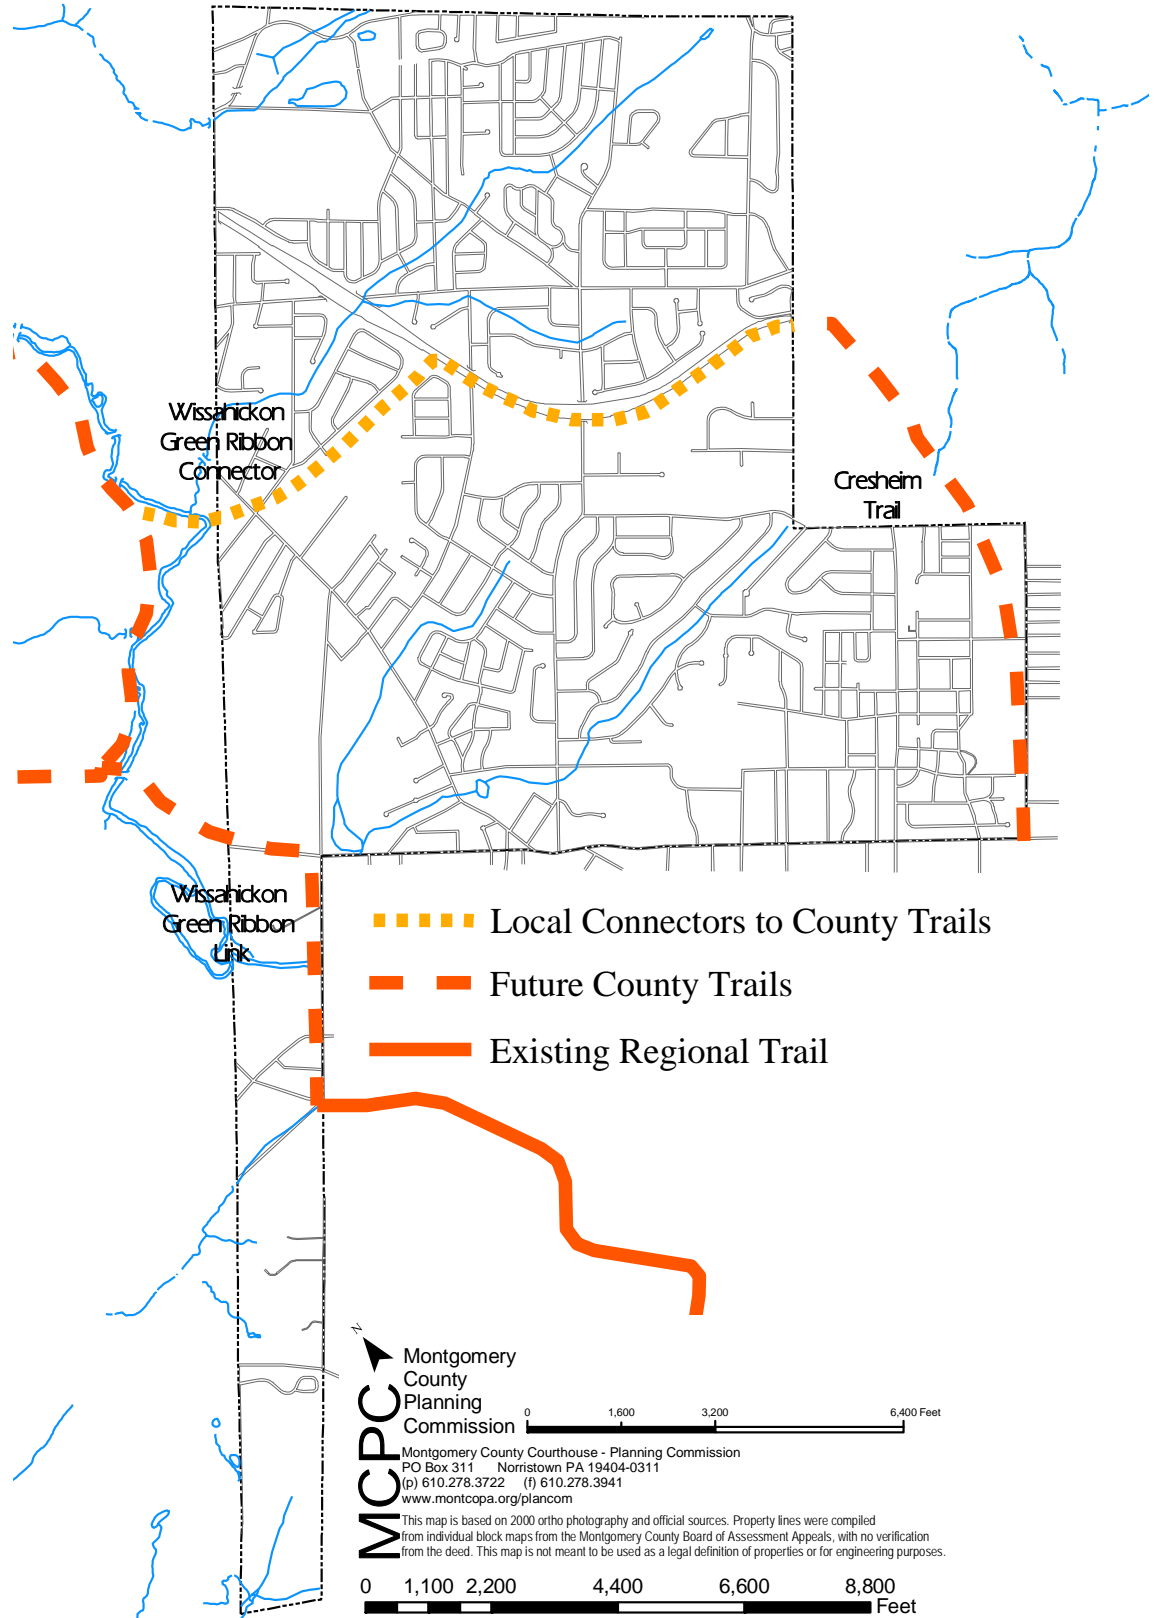 Wissahickon
Green Ribbon
Connector
Cresheim
Trail
Wissahickon
Green Ribbon
Link
Local Connectors to County Trails
Future County Trails
Existing Regional Trail
N
MCPC
Montgomery
County
Planning
Commission
0 1,600 3,200 6,400 Feet
Montgomery County Courthouse - Planning Commission
PO Box 311 Norristown PA 19404-0311
(p) 610.278.3722 (f) 610.278.3941
www.montcopa.org/plancom
This map is based on 2000 ortho photography and official sources. Property lines were compiled
from individual block maps from the Montgomery County Board of Assessment Appeals, with no verification
from the deed. This map is not meant to be used as a legal definition of properties or for engineering purposes.
0 1,100 2,200 4,400 6,600 8,800
Feet